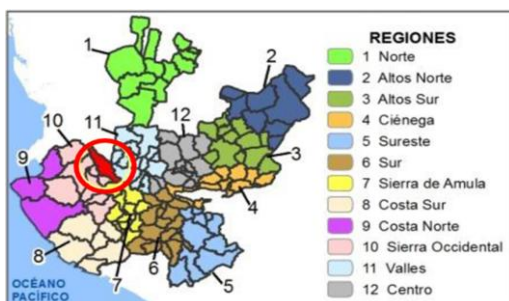 REGIONES
1 Norte
2 Altos Norte
3 Altos Sur
4 Ciénega
5 Sureste
6 Sur
7 Sierra de Amula
8 Costa Sur
9 Costa Norte
10 Sierra Occidental
11 Valles
12 Centro
1
2
12
11
10
9
3
4
8
7
6
5
OCÉANO
PACÍFICO